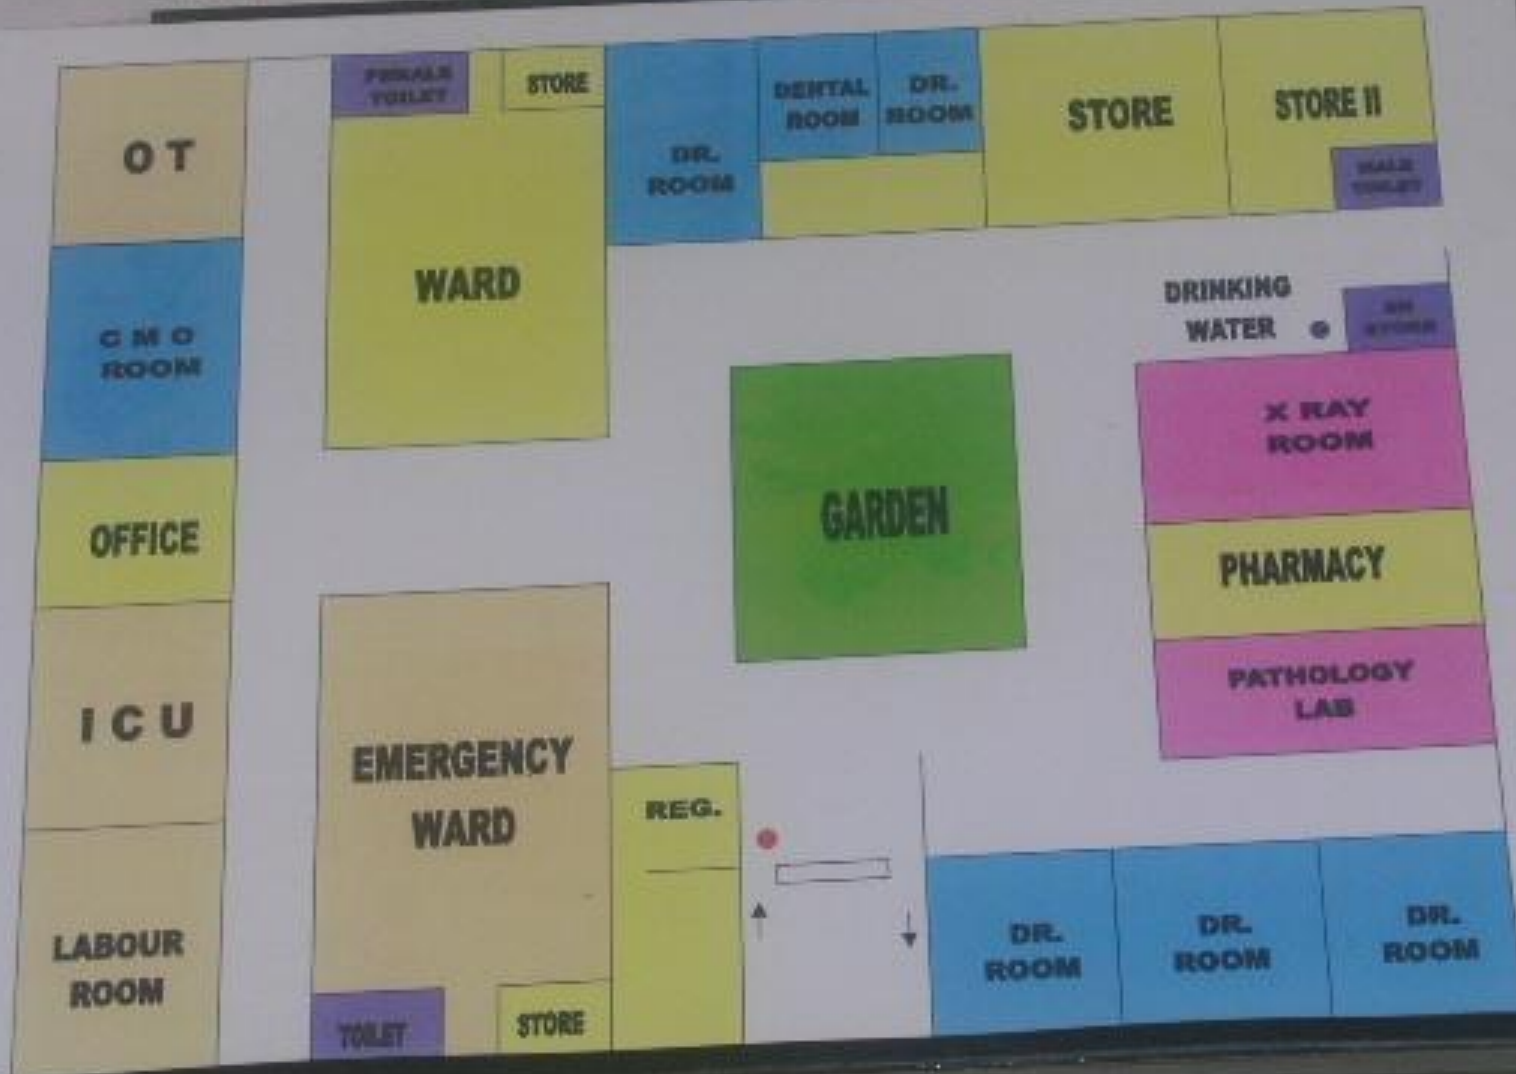 O T
FEMALE
TOILET
STORE
DR.
ROOM
DENTAL
ROOM
DR.
ROOM
STORE
STORE II
MALE
TOILET
C M O
ROOM
WARD
DRINKING
WATER
STORE
X RAY
ROOM
OFFICE
GARDEN
PHARMACY
I C U
PATHOLOGY
LAB
EMERGENCY
WARD
REG.
LABOUR
ROOM
TOILET
STORE
DR.
ROOM
DR.
ROOM
DR.
ROOM